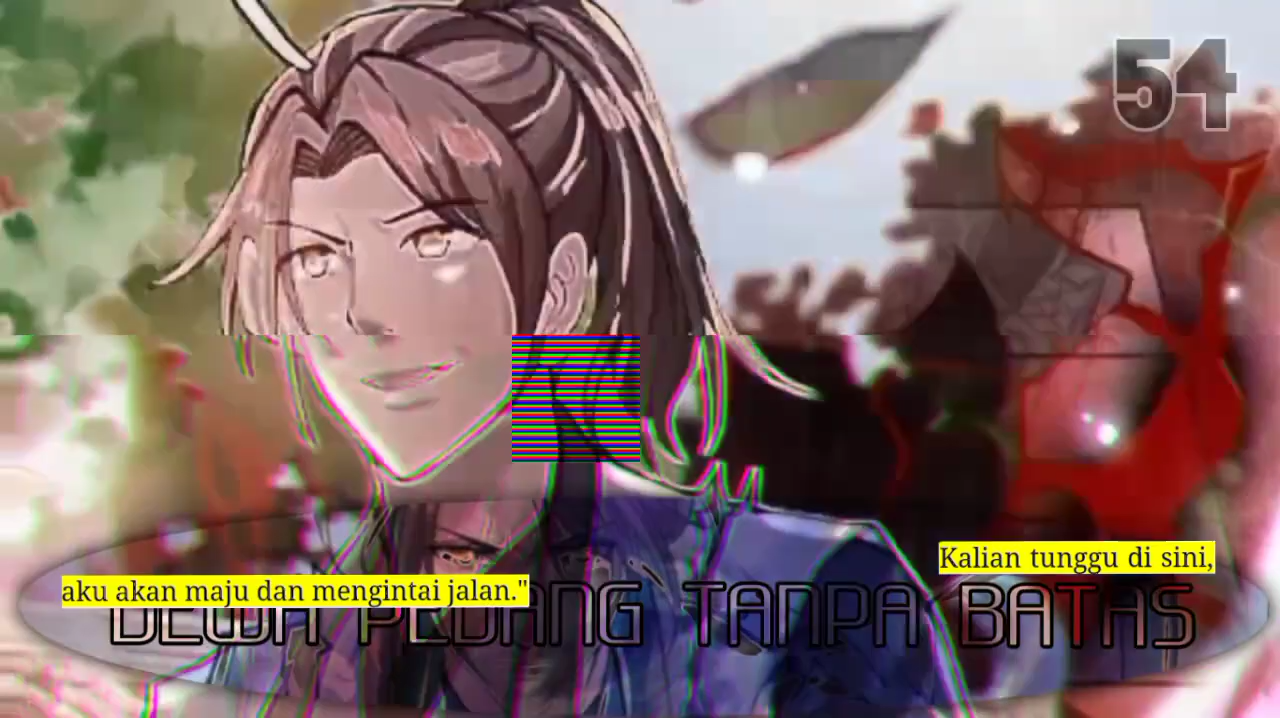 54
Kalian tunggu di sini,
aku akan maju dan mengintai jalan."
DEWA PEDANG TANPA BATAS